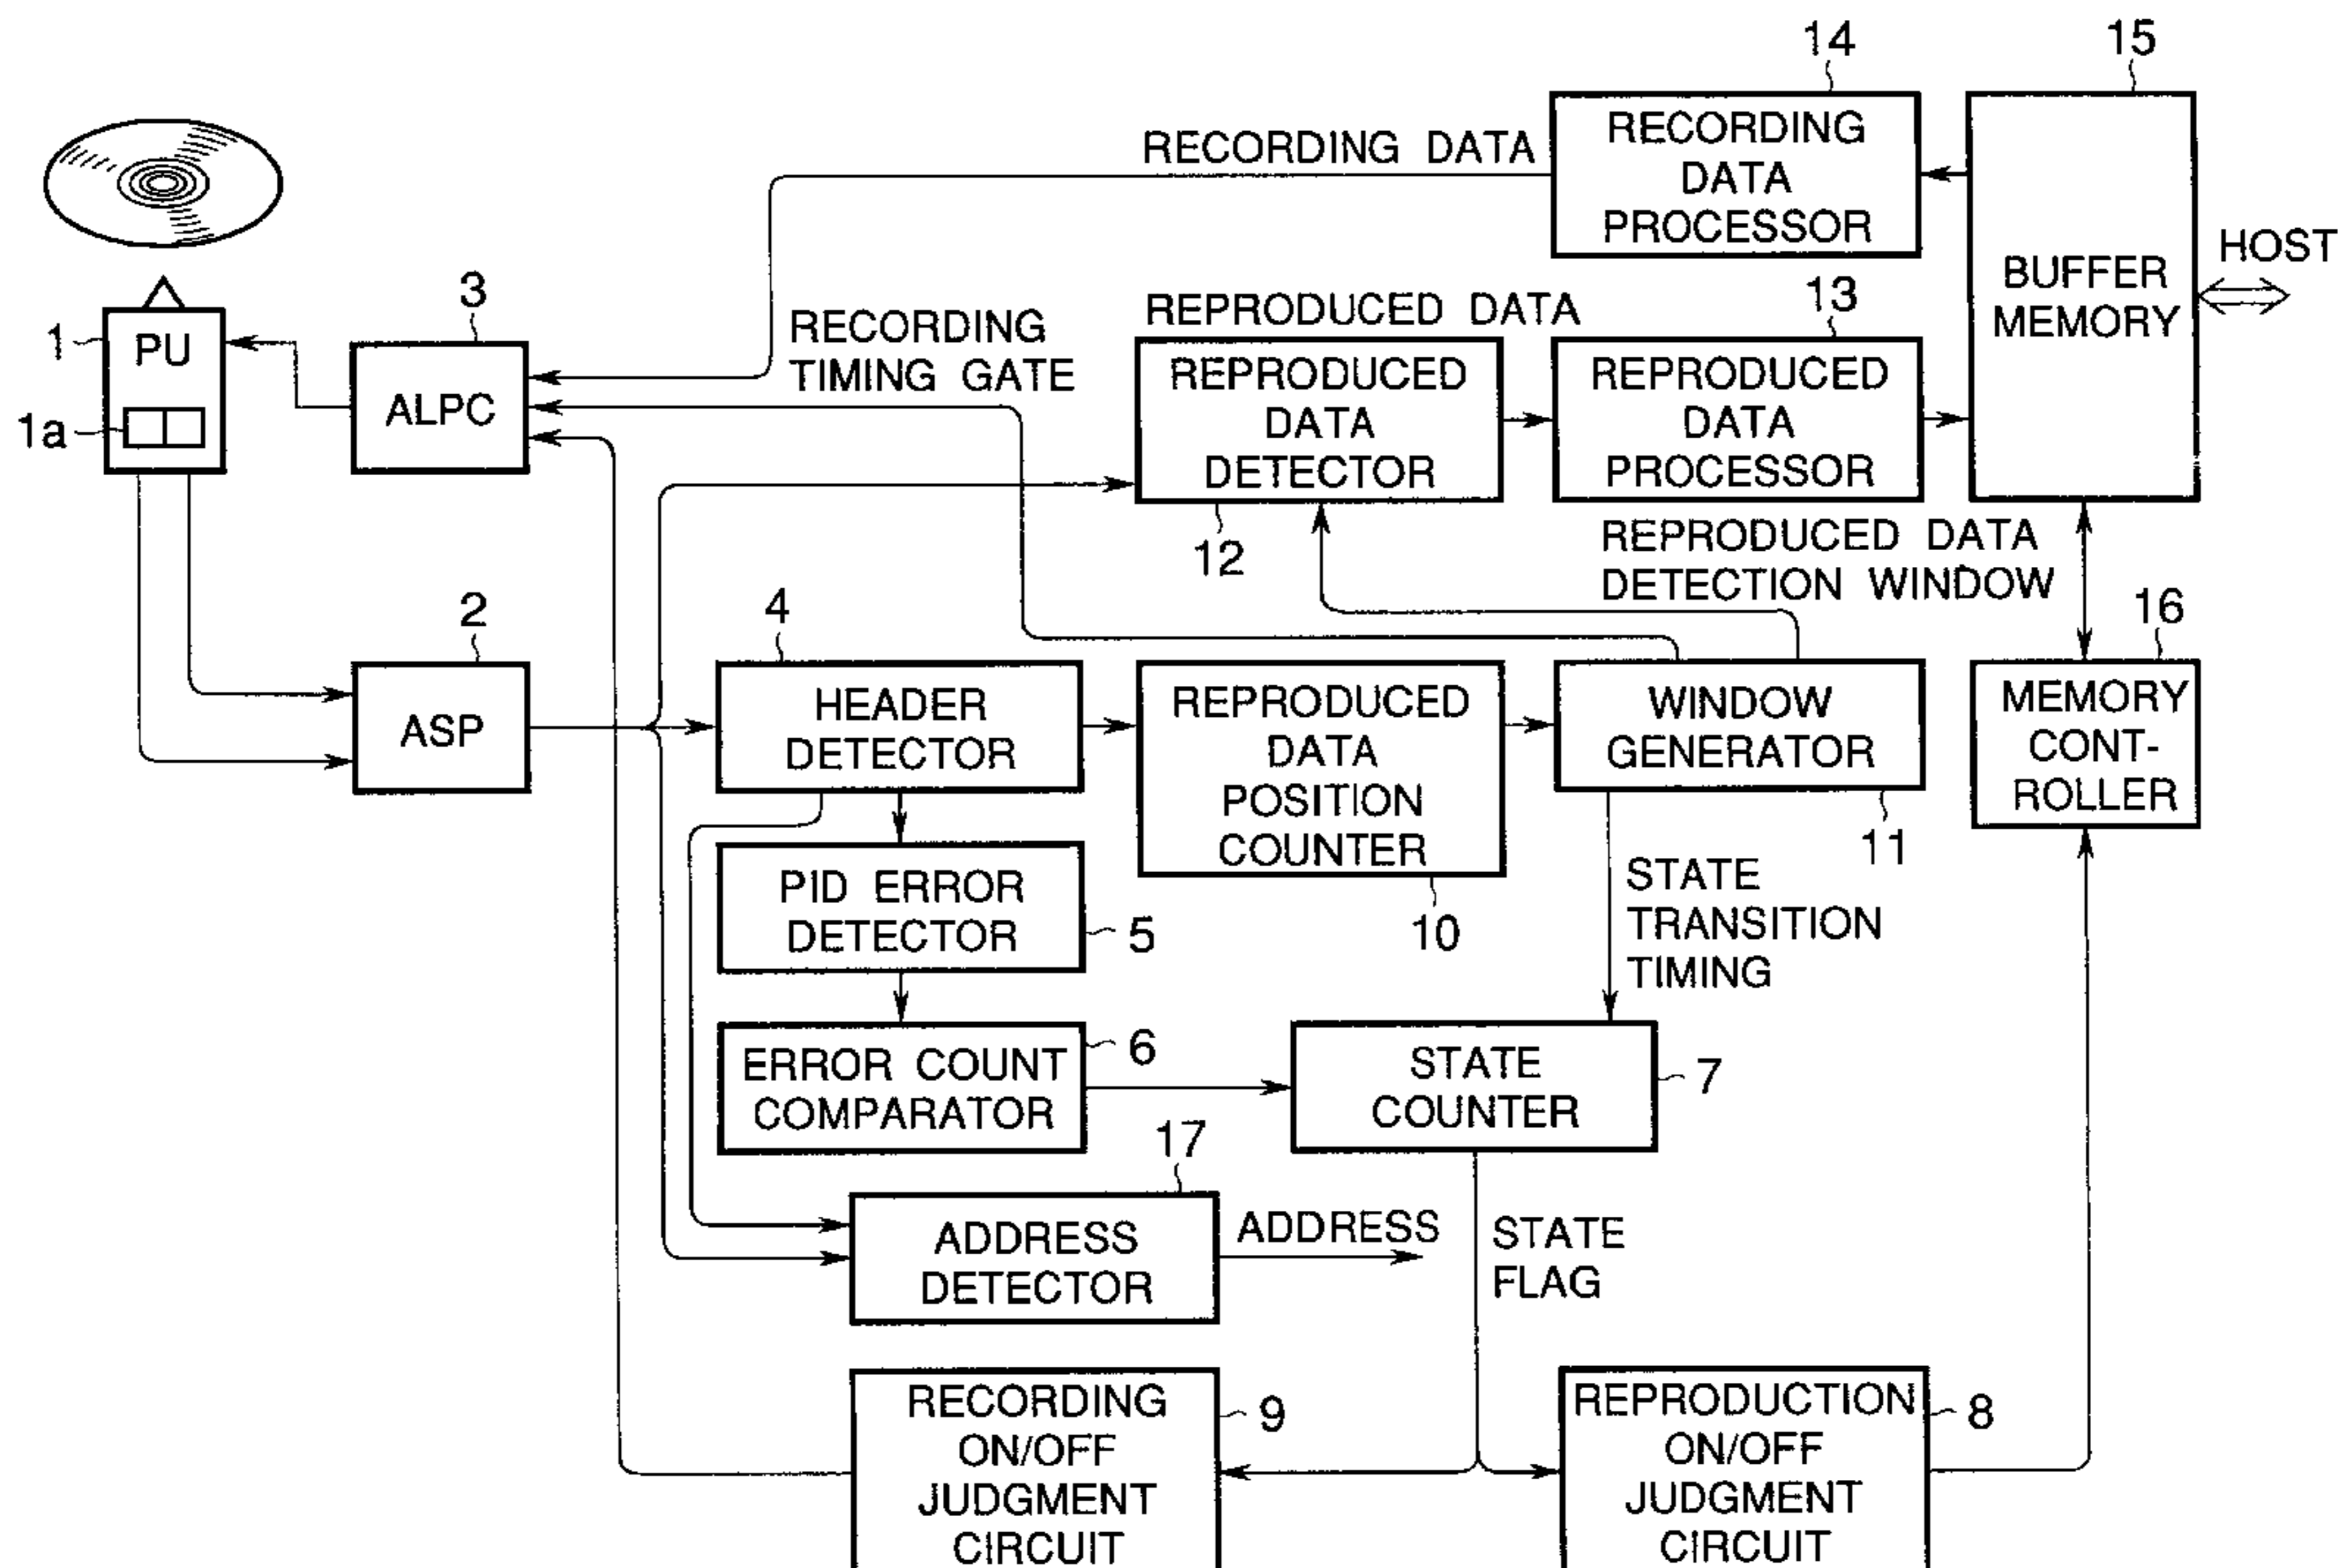 14
15
RECORDING DATA
RECORDING
DATA
PROCESSOR
HOST
BUFFER
MEMORY
3
1
PU
1a
ALPC
RECORDING
TIMING GATE
REPRODUCED DATA
13
REPRODUCED
DATA
DETECTOR
REPRODUCED
DATA
PROCESSOR
12
REPRODUCED DATA
DETECTION WINDOW
2
4
16
ASP
HEADER
DETECTOR
REPRODUCED
DATA
POSITION
COUNTER
WINDOW
GENERATOR
MEMORY
CONT-
ROLLER
11
10
PID ERROR
DETECTOR
5
STATE
TRANSITION
TIMING
ERROR COUNT
COMPARATOR
6
STATE
COUNTER
7
17
ADDRESS
DETECTOR
ADDRESS
STATE
FLAG
RECORDING
ON/OFF
JUDGMENT
CIRCUIT
9
REPRODUCTION
ON/OFF
JUDGMENT
CIRCUIT
8